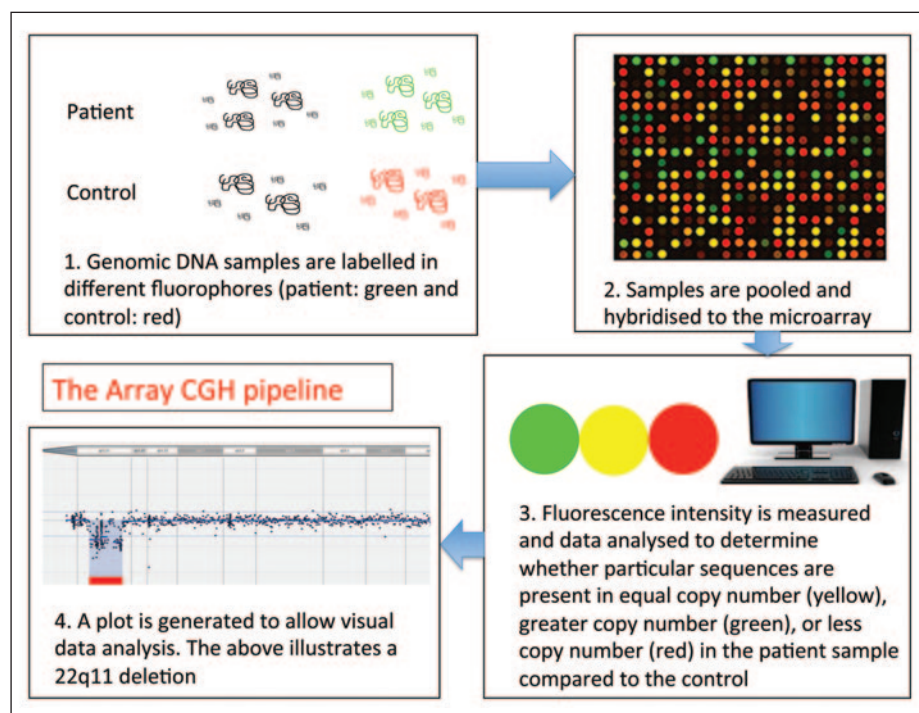 Patient
Control
1. Genomic DNA samples are labelled in
different fluorophores (patient: green and
control: red)
2. Samples are pooled and
hybridised to the microarray
3. Fluorescence intensity is measured
and data analysed to determine
whether particular sequences are
present in equal copy number (yellow),
greater copy number (green), or less
copy number (red) in the patient sample
compared to the control
The Array CGH pipeline
4. A plot is generated to allow visual
data analysis. The above illustrates a
22q11 deletion